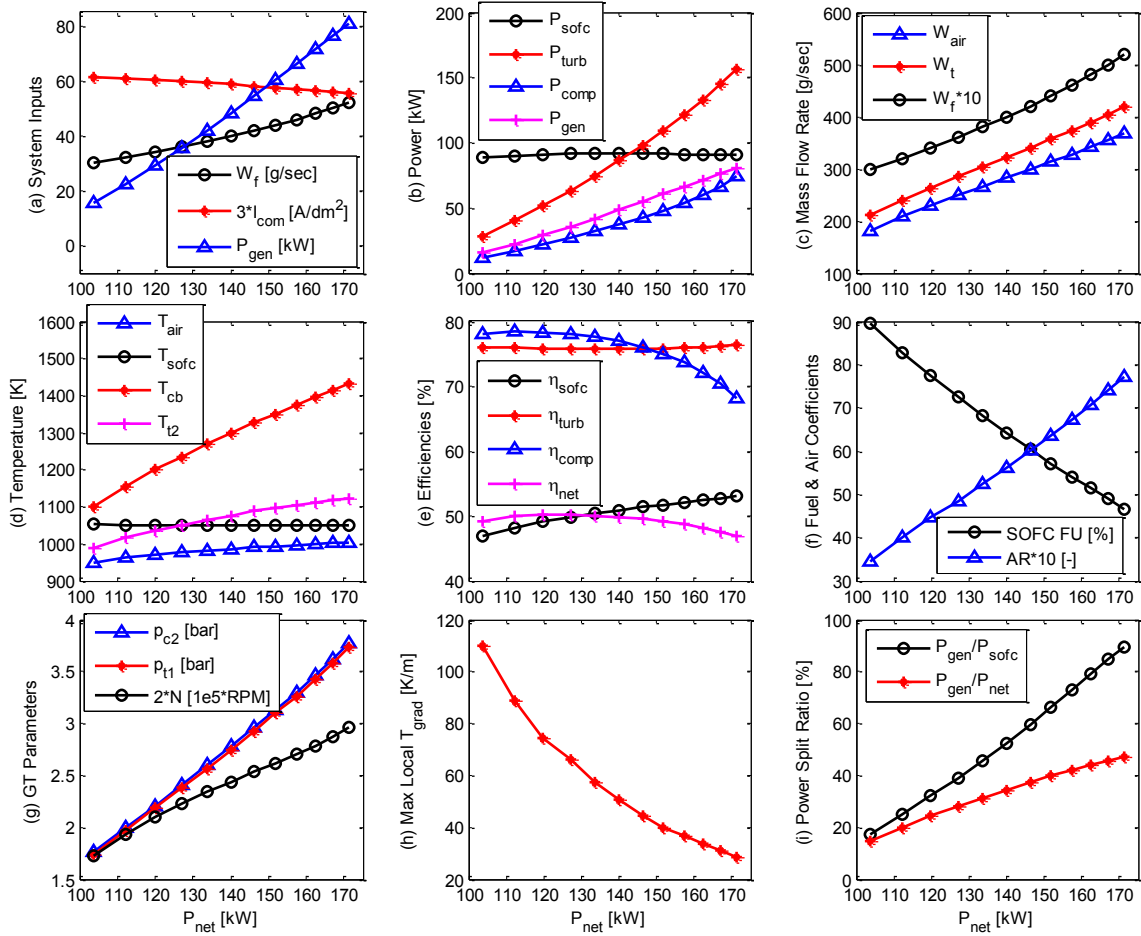 (a) System Inputs
80
60
40
20
0
W_f [g/sec]
3*I_com [A/dm^2]
P_gen [kW]
100 110 120 130 140 150 160 170
(b) Power [kW]
200
150
100
50
0
P_sofc
P_turb
P_comp
P_gen
100 110 120 130 140 150 160 170
(c) Mass Flow Rate [g/sec]
600
500
400
300
200
100
W_air
W_t
W_f*10
100 110 120 130 140 150 160 170
(d) Temperature [K]
1600
1500
1400
1300
1200
1100
1000
900
T_air
T_sofc
T_cb
T_t2
100 110 120 130 140 150 160 170
(e) Efficiencies [%]
80
70
60
50
40
η_sofc
η_turb
η_comp
η_net
100 110 120 130 140 150 160 170
(f) Fuel & Air Coefficients
90
80
70
60
50
40
30
SOFC FU [%]
AR*10 [-]
100 110 120 130 140 150 160 170
(g) GT Parameters
4
3.5
3
2.5
2
1.5
p_c2 [bar]
p_t1 [bar]
2*N [1e5*RPM]
100 110 120 130 140 150 160 170
P_net [kW]
(h) Max Local T_grad [K/m]
120
100
80
60
40
20
100 110 120 130 140 150 160 170
P_net [kW]
(i) Power Split Ratio [%]
100
80
60
40
20
0
P_gen/P_sofc
P_gen/P_net
100 110 120 130 140 150 160 170
P_net [kW]